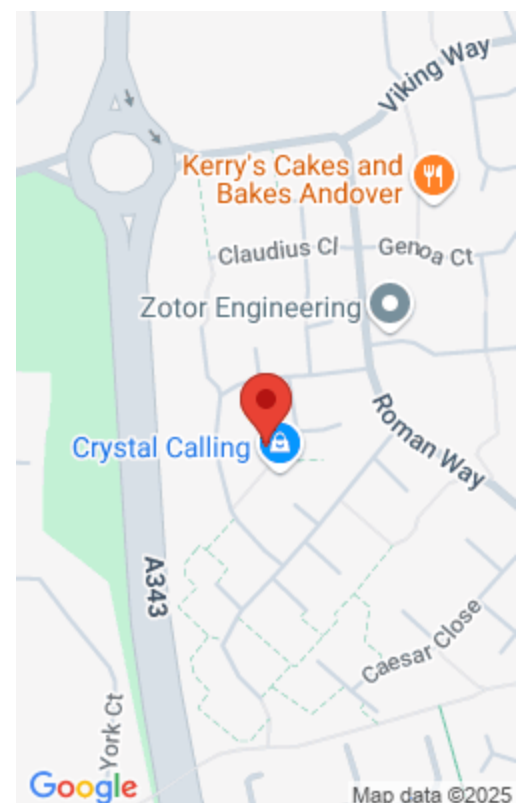 Viking Way
Kerry's Cakes and
Bakes Andover
Claudius Cl
Genoa Ct
Zotor Engineering
Roman Way
Crystal Calling
A343
Caesar Close
York Ct
Google
Map data ©2025